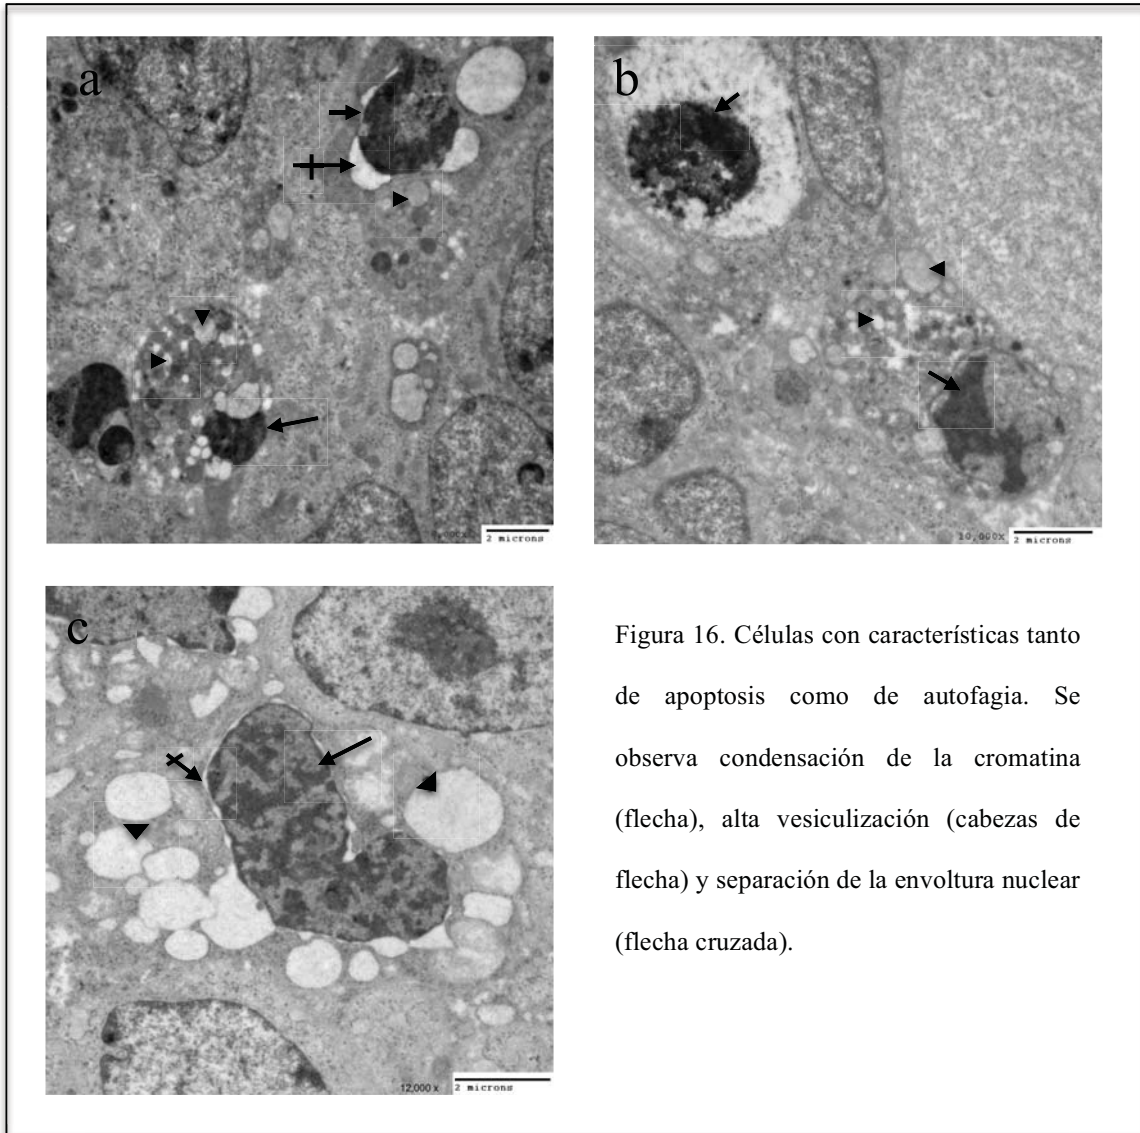 a
b
2 microns
10,000x
2 microns
c
12,000 x
2 microns
Figura 16. Células con características tanto
de apoptosis como de autofagia. Se
observa condensación de la cromatina
(flecha), alta vesiculización (cabezas de
flecha) y separación de la envoltura nuclear
(flecha cruzada).